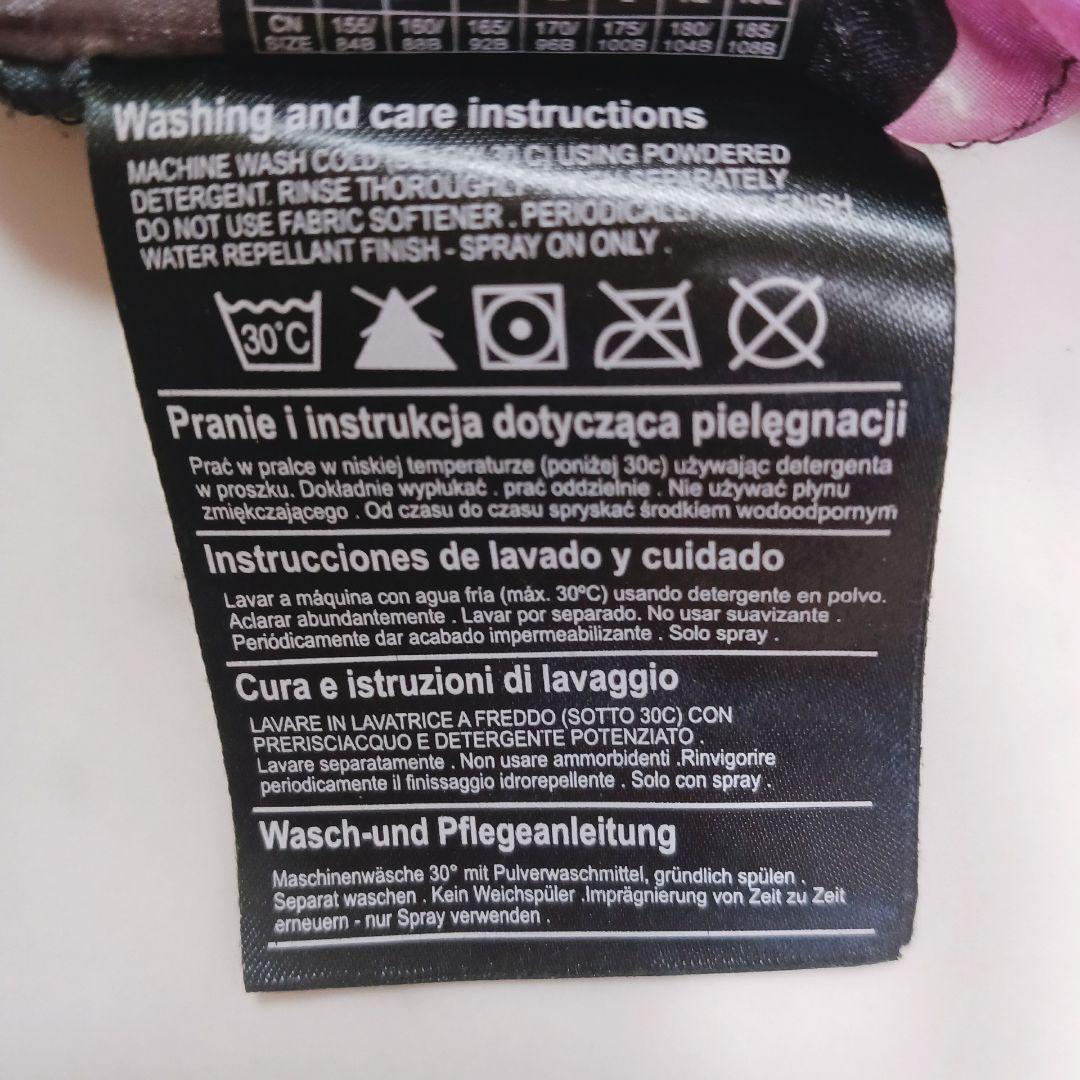 CN SIZE 155/84B 160/88B 165/92B 170/96B 175/100B 180/104B 185/108B
Washing and care instructions
MACHINE WASH COLD 30 C) USING POWDERED
DETERGENT. RINSE THOROUGHLY SEPARATELY
DO NOT USE FABRIC SOFTENER . PERIODICALLY
WATER REPELLANT FINISH - SPRAY ON ONLY .
30°C
Pranie i instrukcja dotycząca pielęgnacji
Prać w pralce w niskiej temperaturze (poniżej 30c) używając detergenta
w proszku. Dokładnie wypłukać . prać oddzielnie . Nie używać płynu
zmiękczającego . Od czasu do czasu spryskać środkiem wodoodpornym
Instrucciones de lavado y cuidado
Lavar a máquina con agua fría (máx. 30ºC) usando detergente en polvo.
Aclarar abundantemente . Lavar por separado. No usar suavizante .
Periódicamente dar acabado impermeabilizante . Solo spray .
Cura e istruzioni di lavaggio
LAVARE IN LAVATRICE A FREDDO (SOTTO 30C) CON
PRERISCIACQUO E DETERGENTE POTENZIATO .
Lavare separatamente . Non usare ammorbidenti .Rinvigorire
periodicamente il finissaggio idrorepellente . Solo con spray .
Wasch-und Pflegeanleitung
Maschinenwäsche 30° mit Pulverwaschmittel, gründlich spülen .
Separat waschen . Kein Weichspüler .Imprägnierung von Zeit zu Zeit
erneuern - nur Spray verwenden .